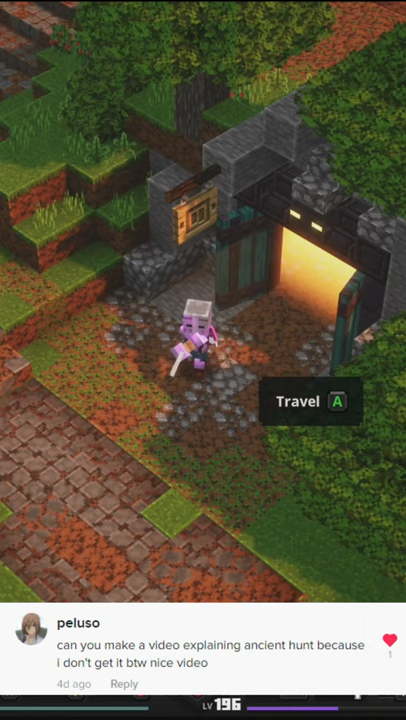 Travel A
peluso
can you make a video explaining ancient hunt because
i don't get it btw nice video
1
4d ago Reply
LV 196